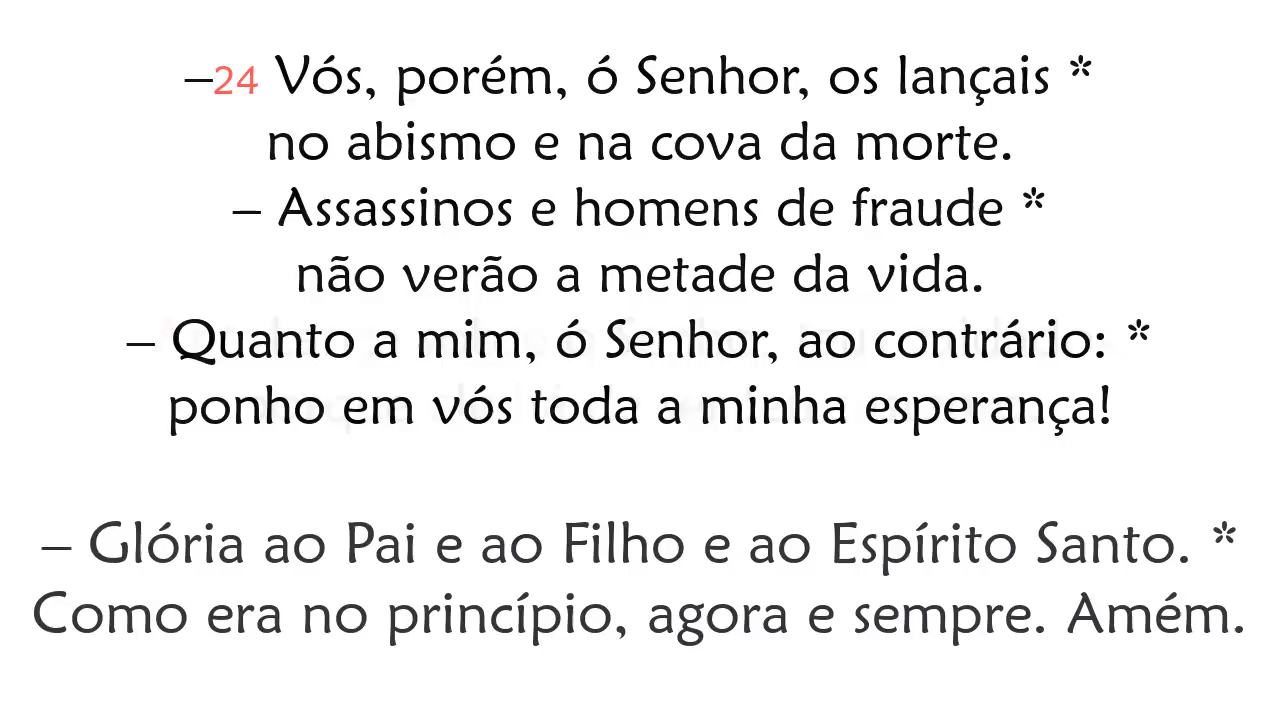 –24 Vós, porém, ó Senhor, os lançais *
no abismo e na cova da morte.
– Assassinos e homens de fraude *
não verão a metade da vida.
– Quanto a mim, ó Senhor, ao contrário: *
ponho em vós toda a minha esperança!
– Glória ao Pai e ao Filho e ao Espírito Santo. *
Como era no princípio, agora e sempre. Amém.